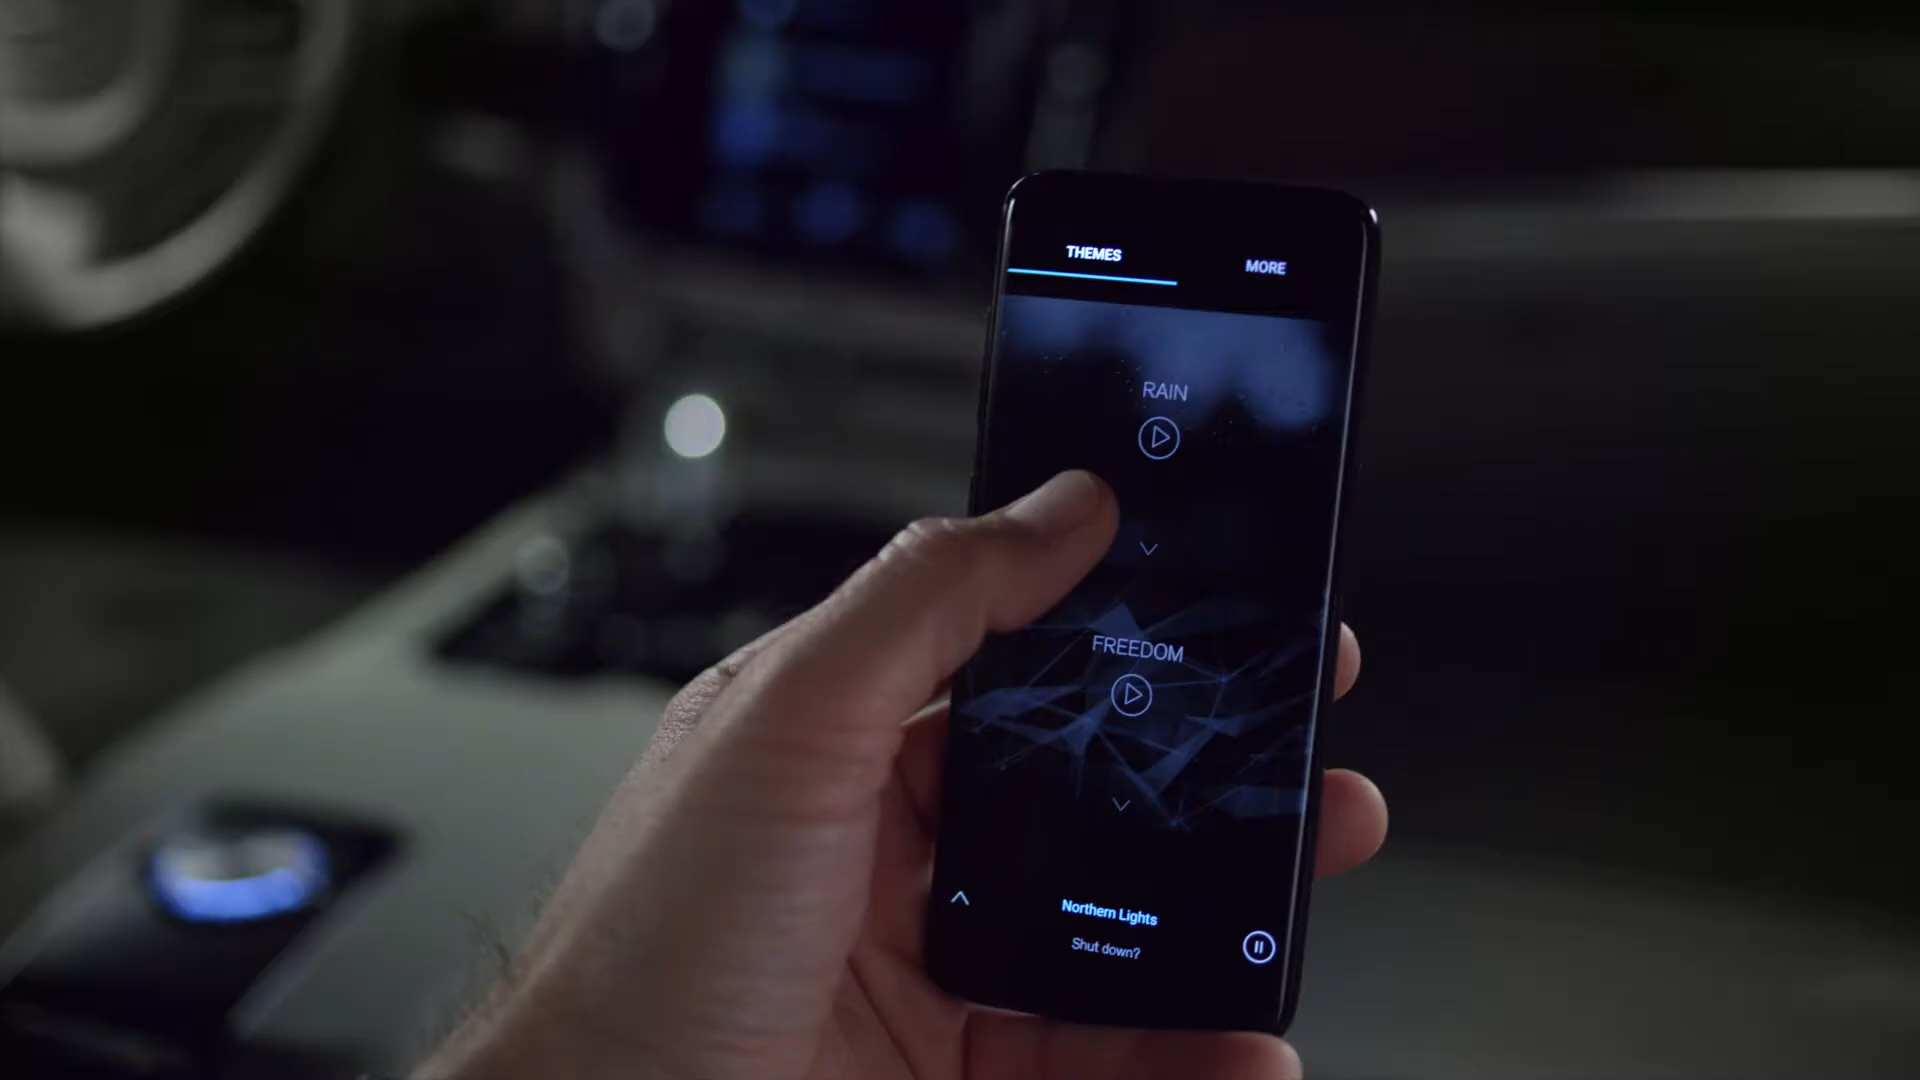 THEMES
MORE
RAIN
FREEDOM
Northern Lights
Shut down?